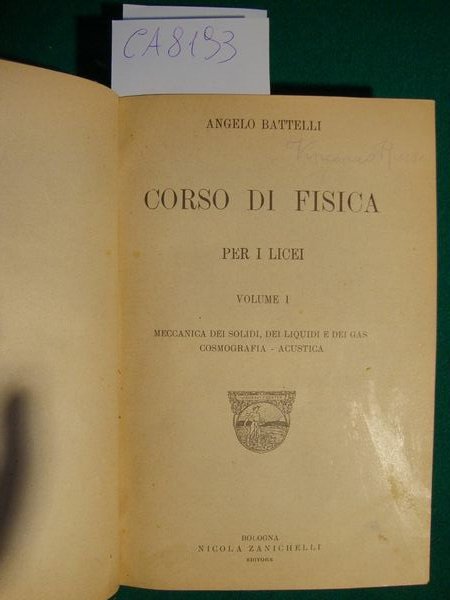 CA8193
ANGELO BATTELLI
CORSO DI FISICA
PER I LICEI
VOLUME I
MECCANICA DEI SOLIDI, DEI LIQUIDI E DEI GAS
COSMOGRAFIA - ACUSTICA
BOLOGNA
NICOLA ZANICHELLI
EDITORE